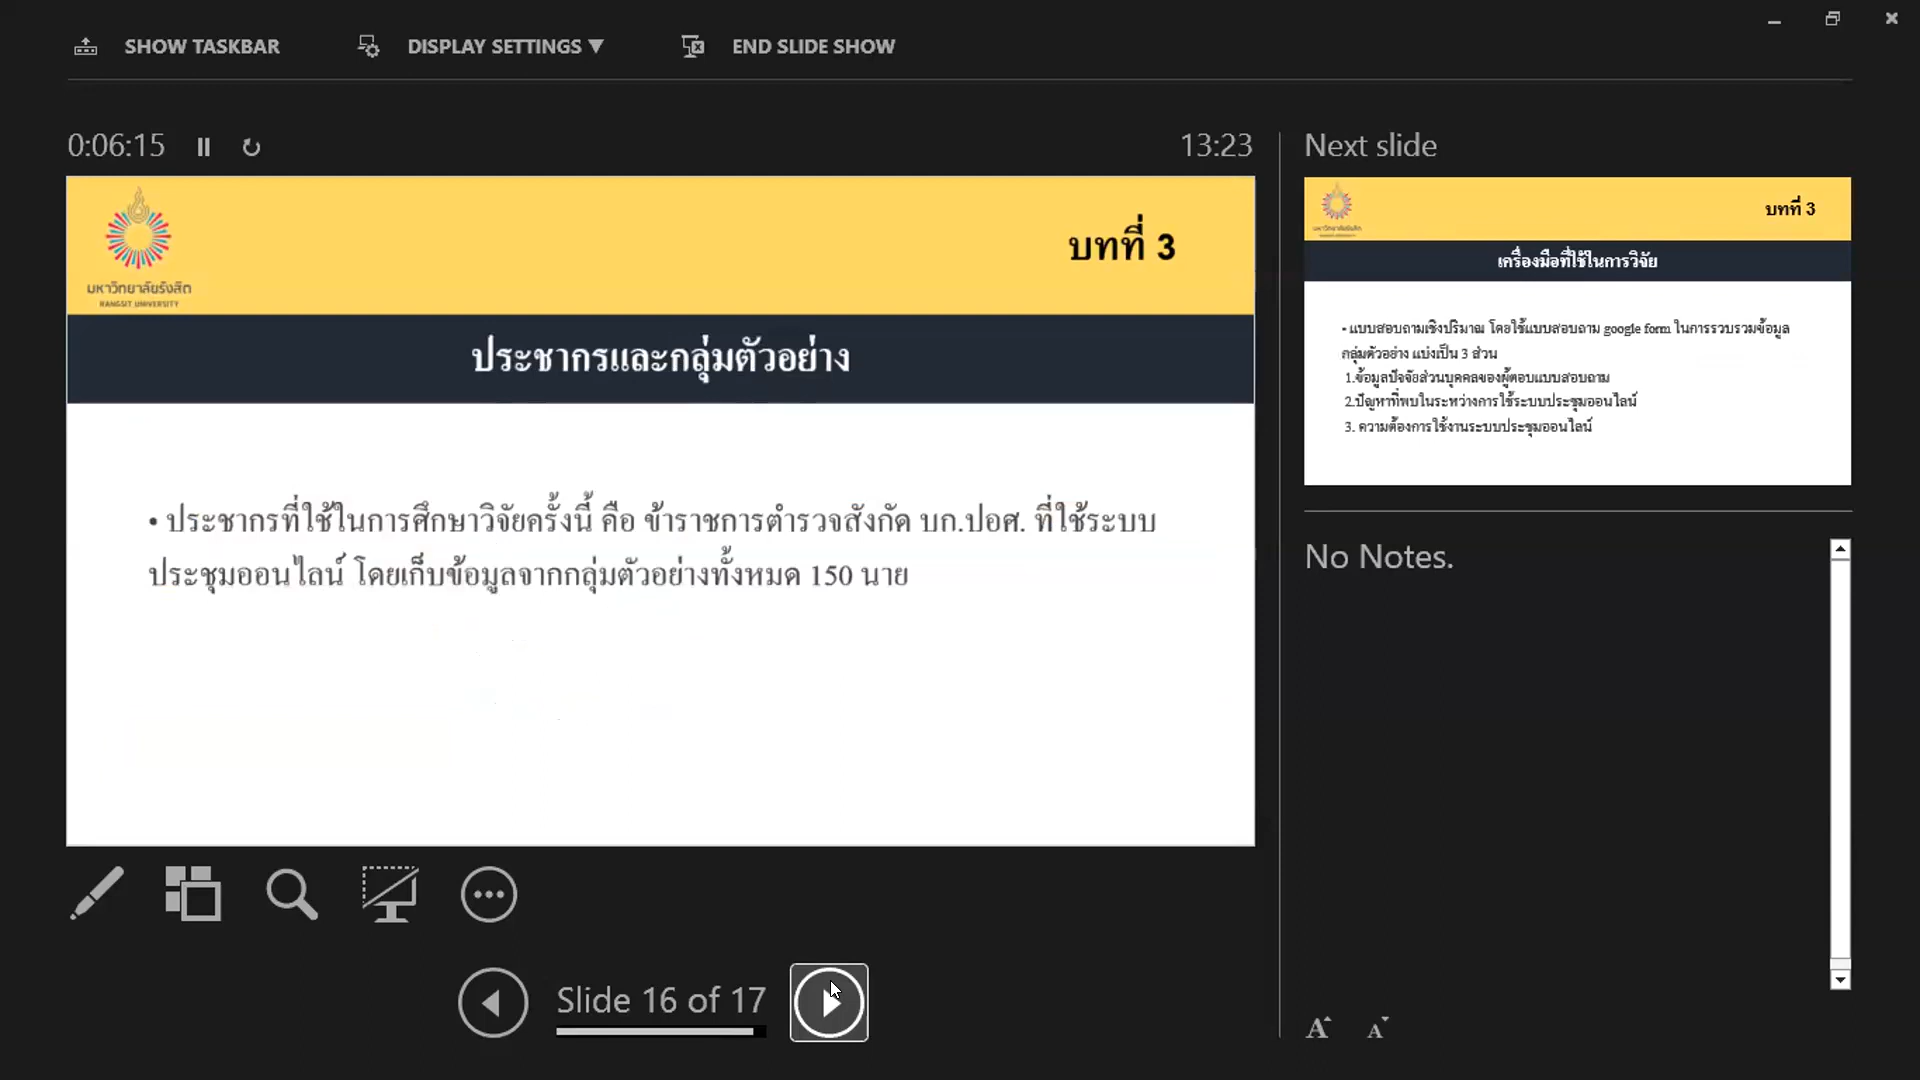 SHOW TASKBAR
DISPLAY SETTINGS ▼
END SLIDE SHOW
0:06:15
13:23
มหาวิทยาลัยรังสิต
RANGSIT UNIVERSITY
บทที่ 3
ประชากรและกลุ่มตัวอย่าง
• ประชากรที่ใช้ในการศึกษาวิจัยครั้งนี้ คือ ข้าราชการตำรวจสังกัด บก.ปอศ. ที่ใช้ระบบ
ประชุมออนไลน์ โดยเก็บข้อมูลจากกลุ่มตัวอย่างทั้งหมด 150 นาย
Slide 16 of 17
Next slide
มหาวิทยาลัยรังสิต
บทที่ 3
เครื่องมือที่ใช้ในการวิจัย
• แบบสอบถามเชิงปริมาณ โดยใช้แบบสอบถาม google form ในการรวบรวมข้อมูล
กลุ่มตัวอย่าง แบ่งเป็น 3 ส่วน
1.ข้อมูลปัจจัยส่วนบุคคลของผู้ตอบแบบสอบถาม
2.ปัญหาที่พบในระหว่างการใช้ระบบประชุมออนไลน์
3. ความต้องการใช้งานระบบประชุมออนไลน์
No Notes.
A A